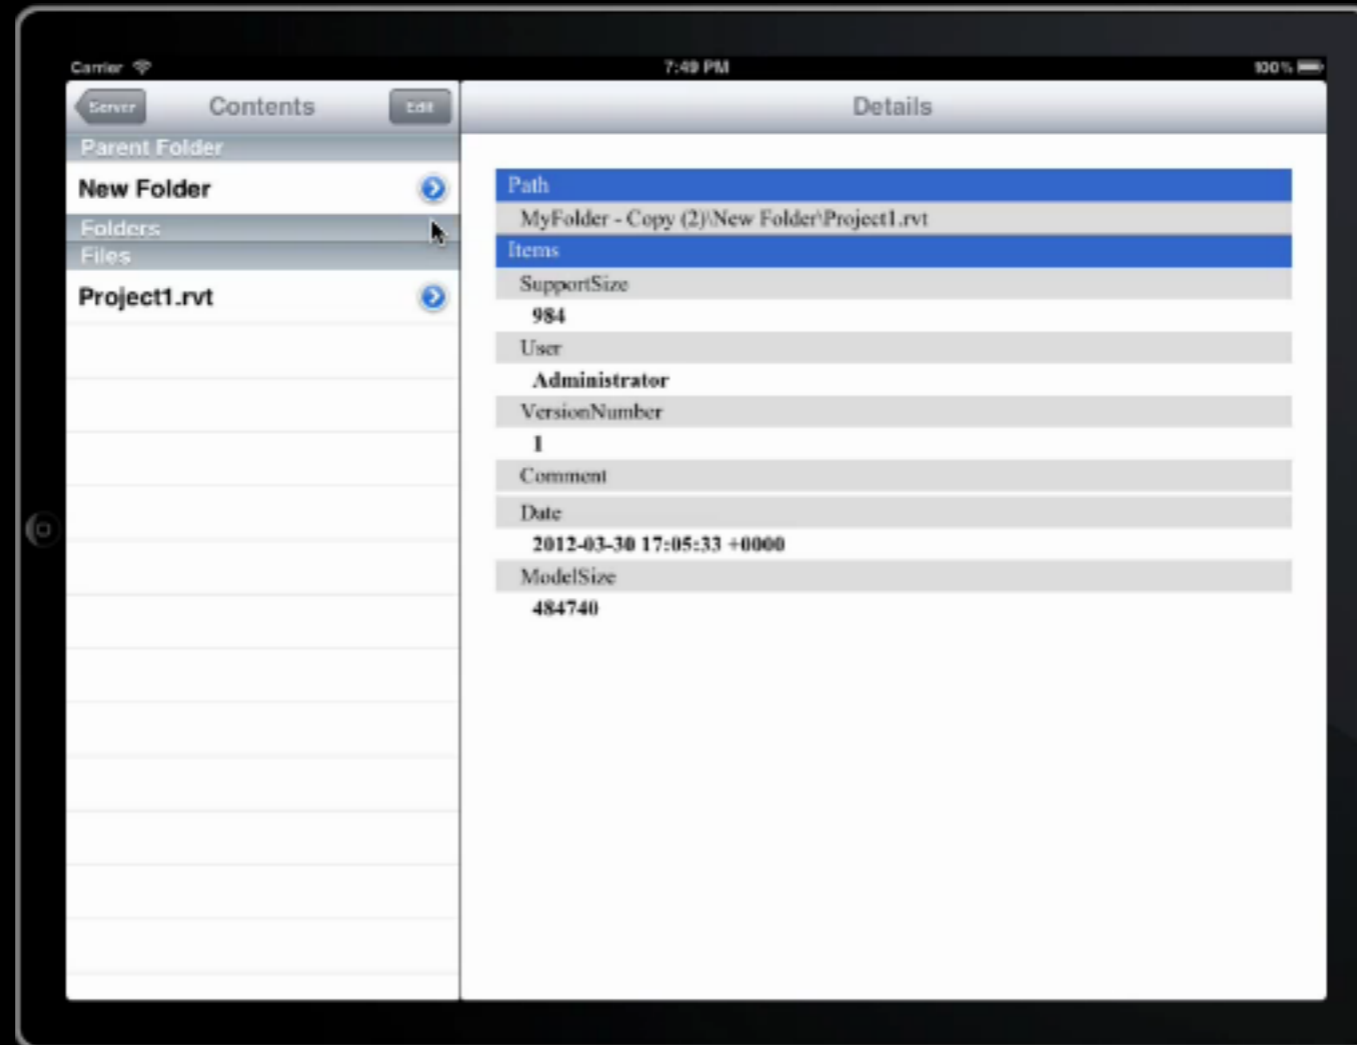 Carrier
7:49 PM
100%
Server
Contents
Edit
Details
Parent Folder
New Folder
Folders
Files
Project1.rvt
Path
MyFolder - Copy (2)\New Folder\Project1.rvt
Items
SupportSize
984
User
Administrator
VersionNumber
1
Comment
Date
2012-03-30 17:05:33 +0000
ModelSize
484740